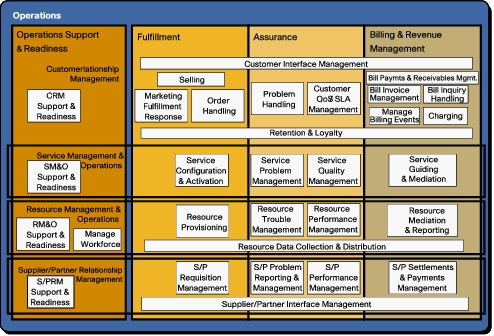 Operations
Operations Support
& Readiness
Fulfillment
Assurance
Billing & Revenue
Management
Customerlationship
Management
Customer Interface Management
Selling
Bill Paymts & Receivables Mgmt.
CRM
Support &
Readiness
Marketing
Fulfillment
Response
Order
Handling
Problem
Handling
Customer
QoS/ SLA
Management
Bill Invoice
Management
Bill Inquiry
Handling
Manage
Billing Events
Charging
Retention & Loyalty
Service Management &
Operations
SM&O
Support &
Readiness
Service
Configuration
& Activation
Service
Problem
Management
Service
Quality
Management
Service
Guiding
& Mediation
Resource Management &
Operations
RM&O
Support &
Readiness
Manage
Workforce
Resource
Provisioning
Resource
Trouble
Management
Resource
Performance
Management
Resource
Mediation
& Reporting
Resource Data Collection & Distribution
Supplier/Partner Relationship
Management
S/PRM
Support &
Readiness
S/P
Requisition
Management
S/P Problem
Reporting &
Management
S/P
Performance
Management
S/P Settlements
& Payments
Management
Supplier/Partner Interface Management